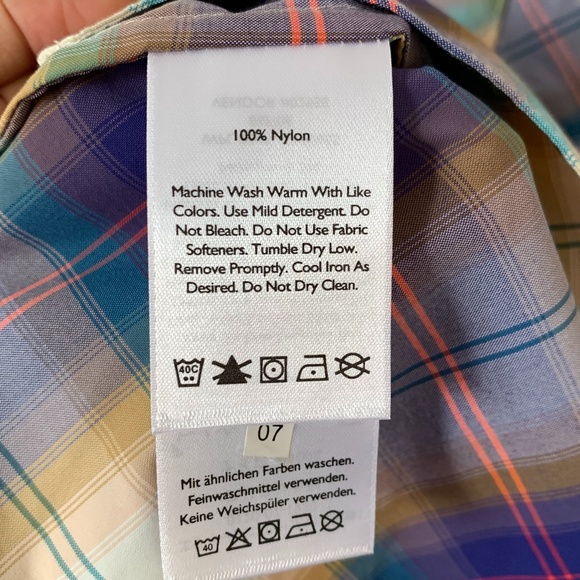 100% Nylon
Machine Wash Warm With Like
Colors. Use Mild Detergent. Do
Not Bleach. Do Not Use Fabric
Softeners. Tumble Dry Low.
Remove Promptly. Cool Iron As
Desired. Do Not Dry Clean.
40C
07
Mit ähnlichen Farben waschen.
Feinwaschmittel verwenden.
Keine Weichspüler verwenden.
40